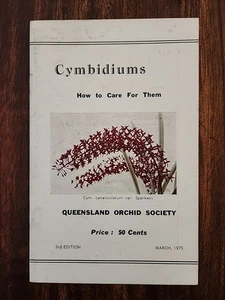 Cymbidiums
How to Care For Them
Cym. canaliculatum var. Sparkesii
QUEENSLAND ORCHID SOCIETY
Price : 50 Cents
3rd EDITION
MARCH, 1975